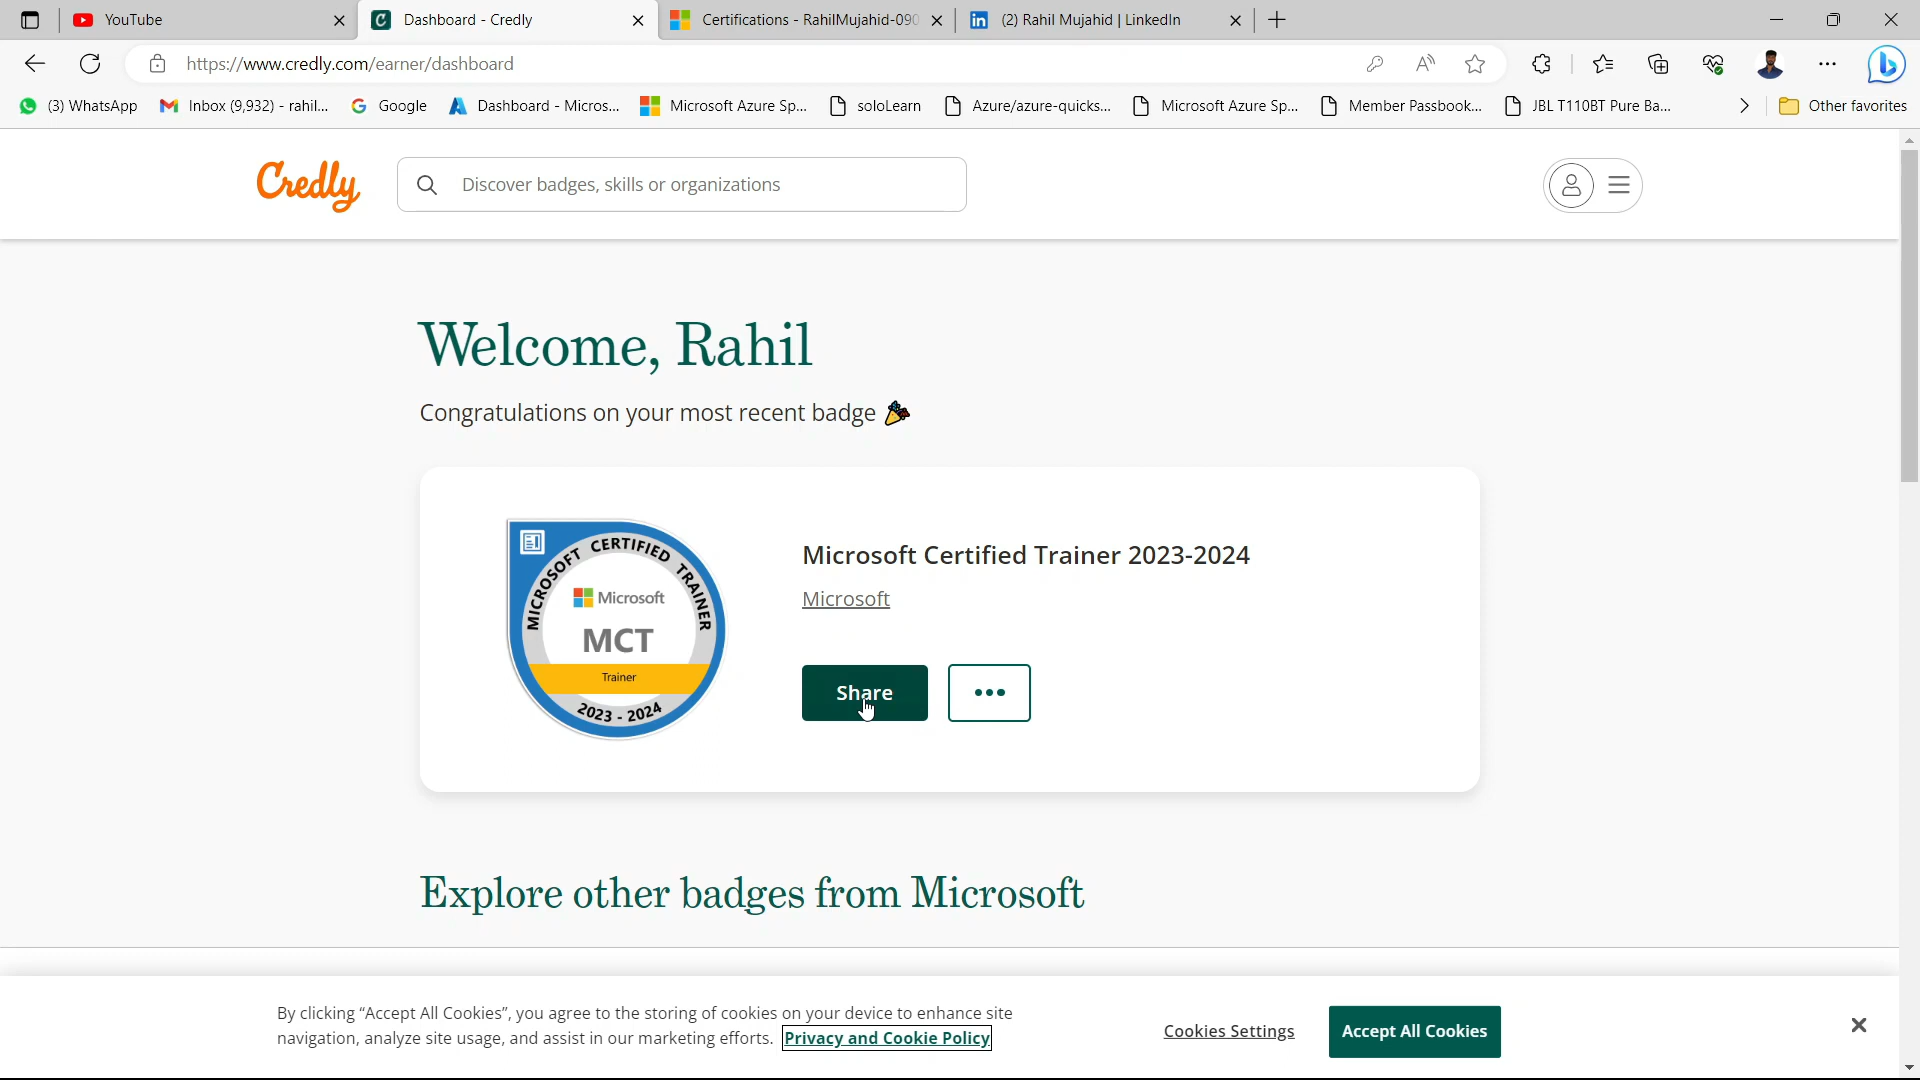 YouTube
Dashboard - Credly
Certifications - RahilMujahid-090
(2) Rahil Mujahid | LinkedIn
https://www.credly.com/earner/dashboard
(3) WhatsApp
Inbox (9,932) - rahil...
Google
Dashboard - Micros...
Microsoft Azure Sp...
soloLearn
Azure/azure-quicks...
Microsoft Azure Sp...
Member Passbook...
JBL T110BT Pure Ba...
Other favorites
Credly
Discover badges, skills or organizations
Welcome, Rahil
Congratulations on your most recent badge 🎉
MICROSOFT CERTIFIED TRAINER
Microsoft
MCT
Trainer
2023 - 2024
Microsoft Certified Trainer 2023-2024
Microsoft
Share
Explore other badges from Microsoft
By clicking “Accept All Cookies”, you agree to the storing of cookies on your device to enhance site
navigation, analyze site usage, and assist in our marketing efforts. Privacy and Cookie Policy
Cookies Settings
Accept All Cookies